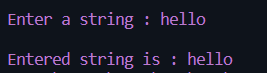 Enter a string : hello
Entered string is : hello